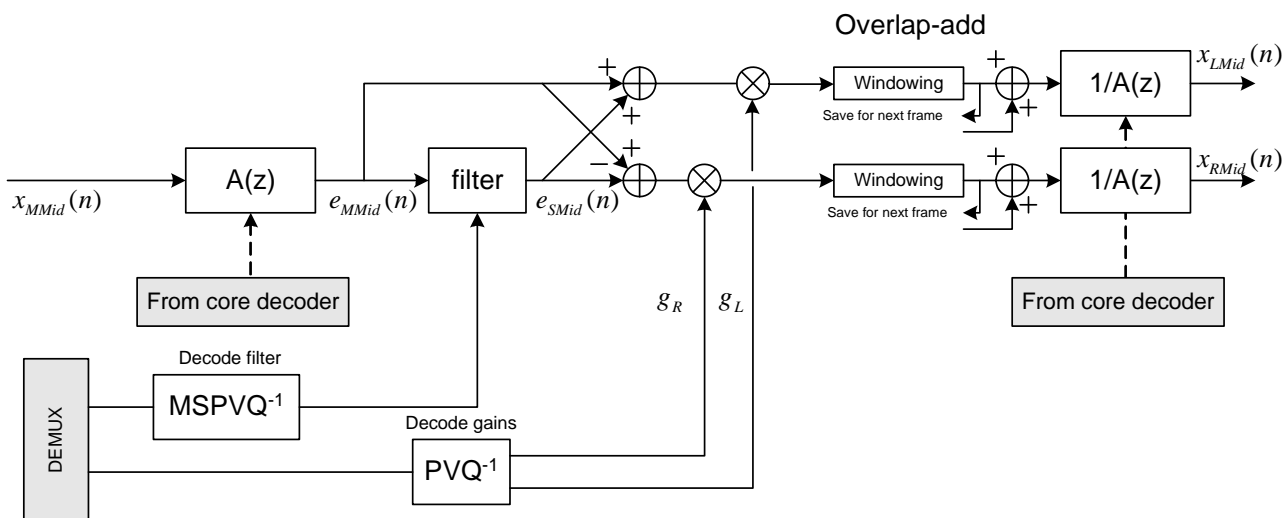 Overlap-add
+
+
+
+
−
+
+
+
+
Windowing
Save for next frame
1/A(z)
x_{LMid}(n)
x_{MMid}(n)
A(z)
e_{MMid}(n)
filter
e_{SMid}(n)
Windowing
Save for next frame
1/A(z)
x_{RMid}(n)
From core decoder
g_R
g_L
From core decoder
Decode filter
MSPVQ⁻¹
DEMUX
Decode gains
PVQ⁻¹